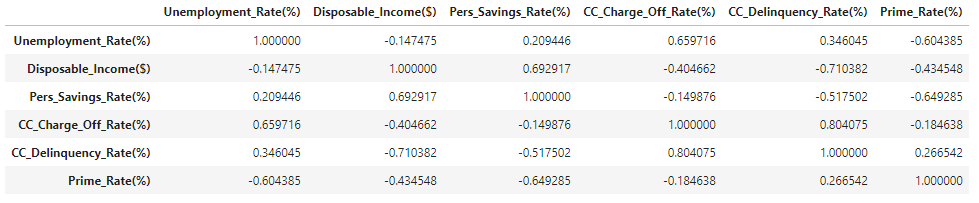 Unemployment_Rate(%) Disposable_Income($) Pers_Savings_Rate(%) CC_Charge_Off_Rate(%) CC_Delinquency_Rate(%) Prime_Rate(%)
Unemployment_Rate(%) 1.000000 -0.147475 0.209446 0.659716 0.346045 -0.604385
Disposable_Income($) -0.147475 1.000000 0.692917 -0.404662 -0.710382 -0.434548
Pers_Savings_Rate(%) 0.209446 0.692917 1.000000 -0.149876 -0.517502 -0.649285
CC_Charge_Off_Rate(%) 0.659716 -0.404662 -0.149876 1.000000 0.804075 -0.184638
CC_Delinquency_Rate(%) 0.346045 -0.710382 -0.517502 0.804075 1.000000 0.266542
Prime_Rate(%) -0.604385 -0.434548 -0.649285 -0.184638 0.266542 1.000000